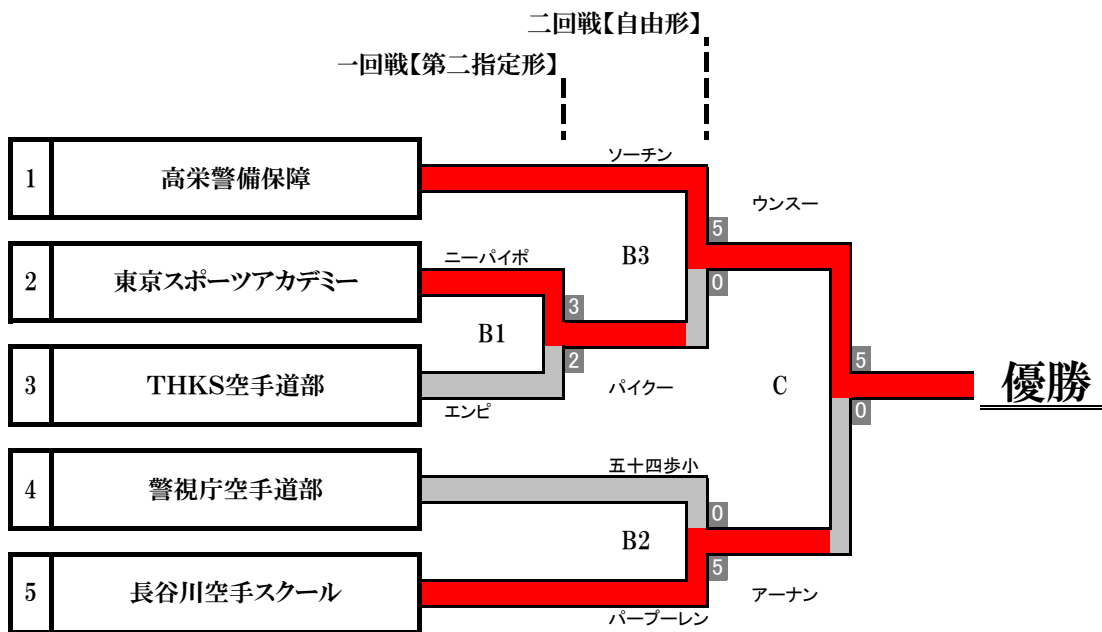 二回戦【自由形】
一回戦【第二指定形】
ソーチン
1 高栄警備保障
ウンスー
5
B3
ニーパイポ
2 東京スポーツアカデミー
0
3
B1
2
5
3 THKS空手道部
パイクー
C
優勝
エンピ
0
五十四歩小
4 警視庁空手道部
0
B2
5
5 長谷川空手スクール
アーナン
パープーレン